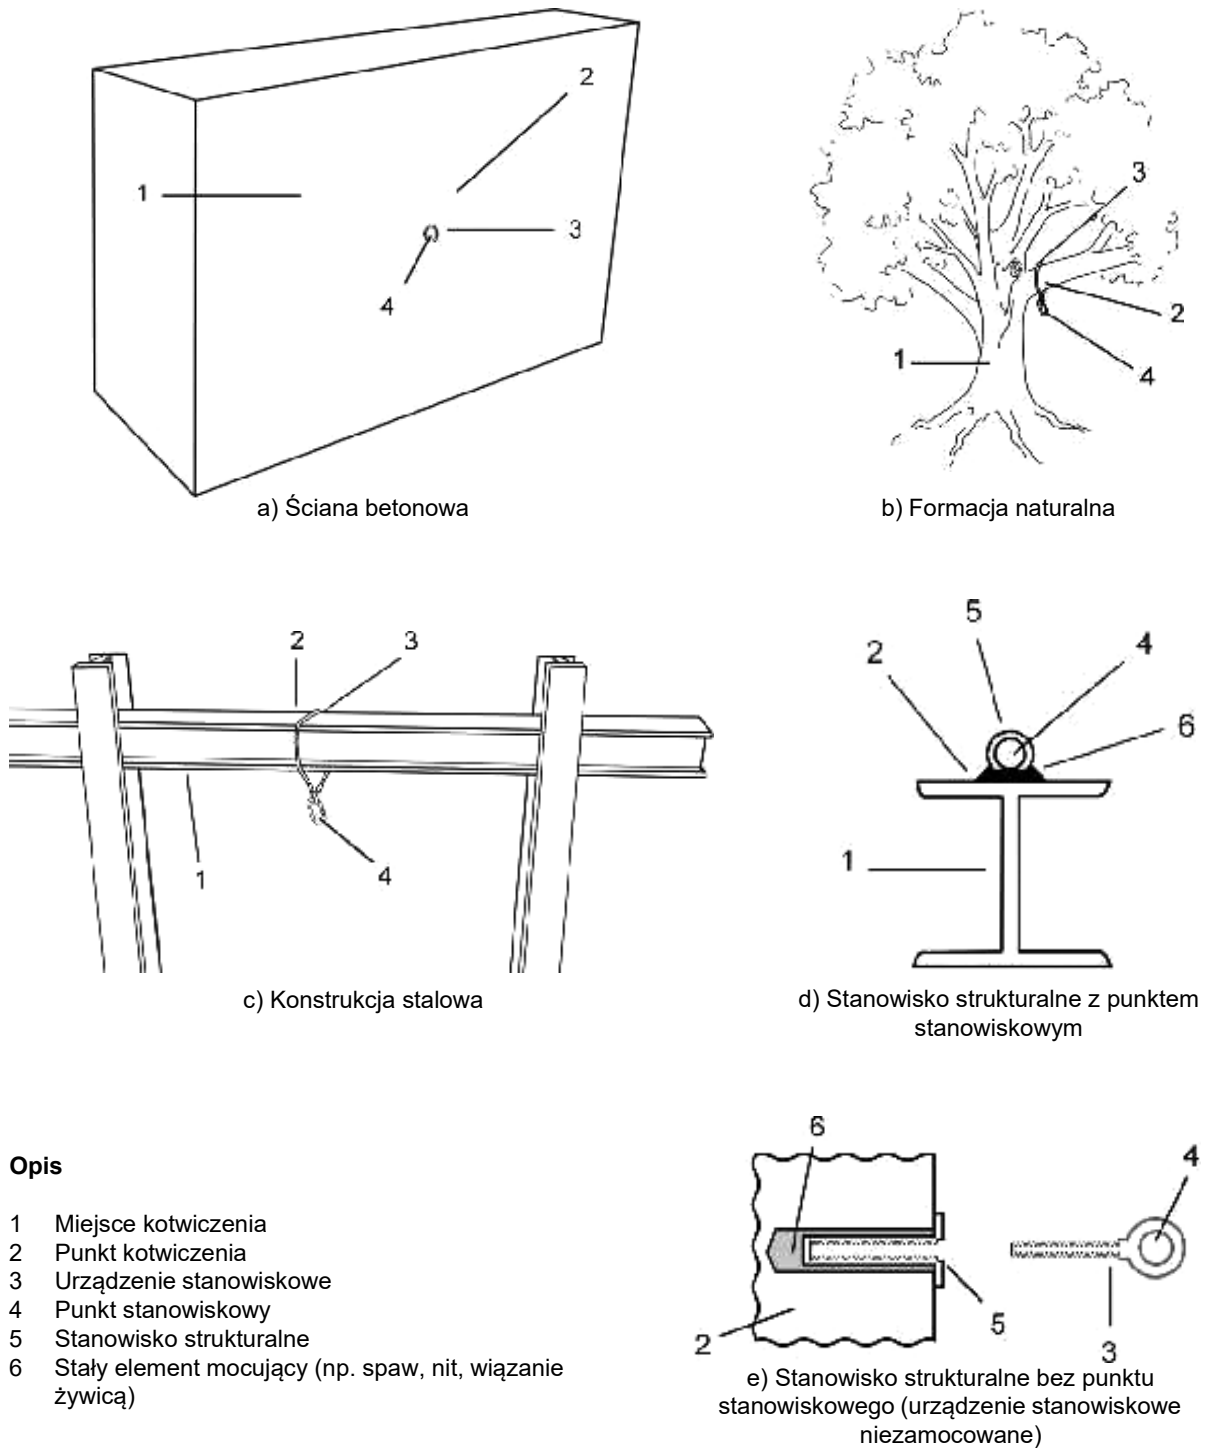 2
1
3
4
a) Ściana betonowa
3
2
1
4
b) Formacja naturalna
2
3
1
4
c) Konstrukcja stalowa
5
2
4
6
1
d) Stanowisko strukturalne z punktem
stanowiskowym
Opis
1 Miejsce kotwiczenia
2 Punkt kotwiczenia
3 Urządzenie stanowiskowe
4 Punkt stanowiskowy
5 Stanowisko strukturalne
6 Stały element mocujący (np. spaw, nit, wiązanie
żywicą)
6
4
5
2
3
e) Stanowisko strukturalne bez punktu
stanowiskowego (urządzenie stanowiskowe
niezamocowane)